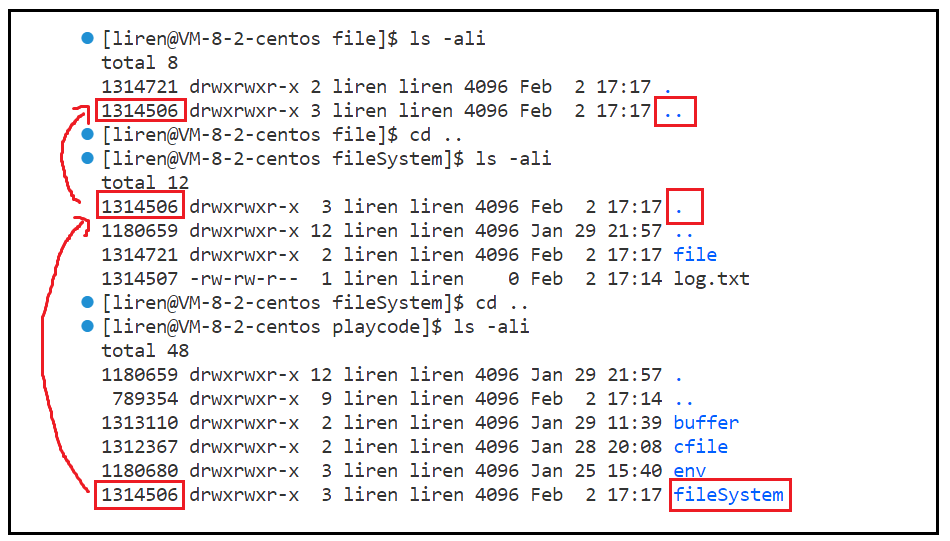 [liren@VM-8-2-centos file]$ ls -ali
total 8
1314721 drwxrwxr-x 2 liren liren 4096 Feb  2 17:17 .
1314506 drwxrwxr-x 3 liren liren 4096 Feb  2 17:17 ..
[liren@VM-8-2-centos file]$ cd ..
[liren@VM-8-2-centos fileSystem]$ ls -ali
total 12
1314506 drwxrwxr-x  3 liren liren 4096 Feb  2 17:17 .
1180659 drwxrwxr-x 12 liren liren 4096 Jan 29 21:57 ..
1314721 drwxrwxr-x  2 liren liren 4096 Feb  2 17:17 file
1314507 -rw-rw-r--  1 liren liren    0 Feb  2 17:14 log.txt
[liren@VM-8-2-centos fileSystem]$ cd ..
[liren@VM-8-2-centos playcode]$ ls -ali
total 48
1180659 drwxrwxr-x 12 liren liren 4096 Jan 29 21:57 .
 789354 drwxrwxr-x  9 liren liren 4096 Feb  2 17:14 ..
1313110 drwxrwxr-x  2 liren liren 4096 Jan 29 11:39 buffer
1312367 drwxrwxr-x  2 liren liren 4096 Jan 28 20:08 cfile
1180680 drwxrwxr-x  3 liren liren 4096 Jan 25 15:40 env
1314506 drwxrwxr-x  3 liren liren 4096 Feb  2 17:17 fileSystem